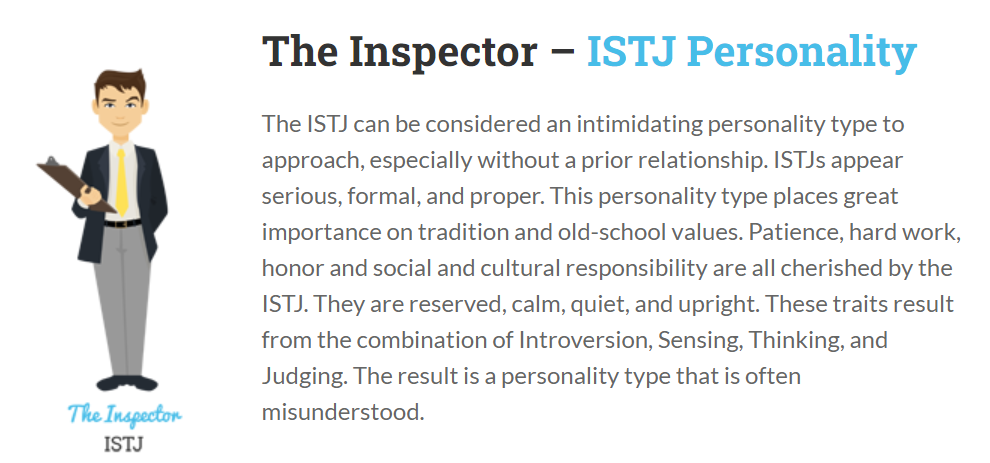 The Inspector – ISTJ Personality
The ISTJ can be considered an intimidating personality type to
approach, especially without a prior relationship. ISTJs appear
serious, formal, and proper. This personality type places great
importance on tradition and old-school values. Patience, hard work,
honor and social and cultural responsibility are all cherished by the
ISTJ. They are reserved, calm, quiet, and upright. These traits result
from the combination of Introversion, Sensing, Thinking, and
Judging. The result is a personality type that is often
misunderstood.
The Inspector
ISTJ